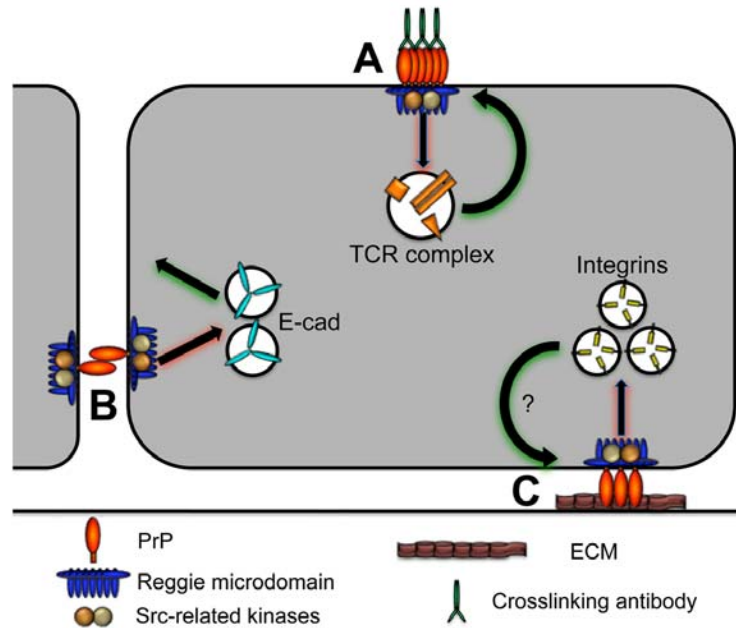 A
TCR complex
Integrins
E-cad
B
?
C
PrP
ECM
Reggie microdomain
Crosslinking antibody
Src-related kinases